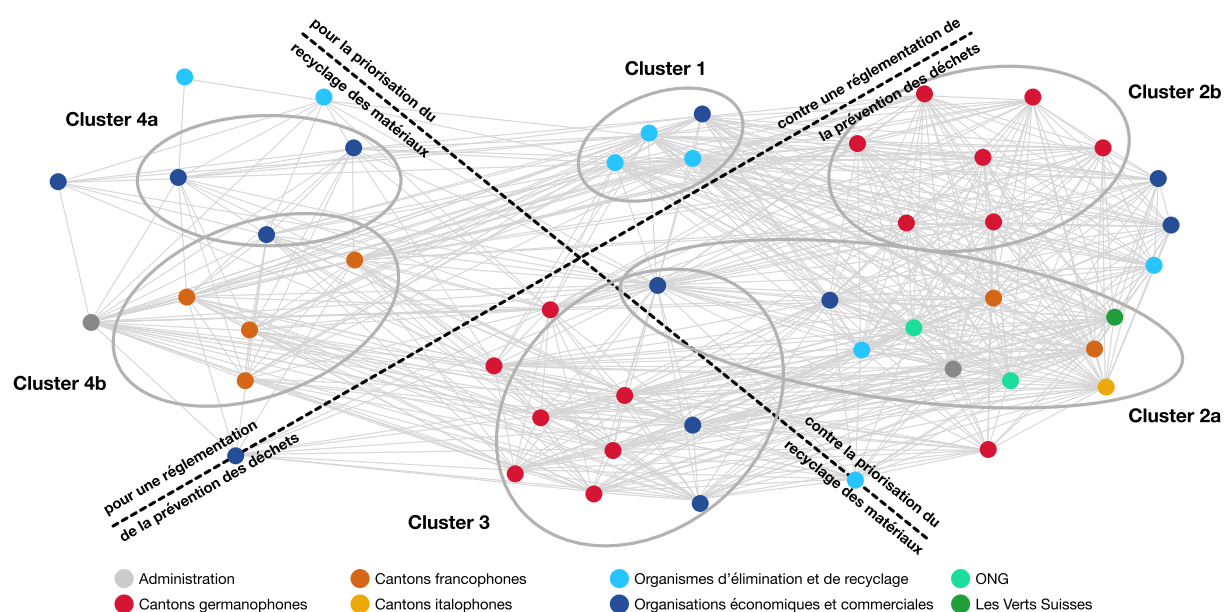 pour la priorisation du
recyclage des matériaux
contre une réglementation de
la prévention des déchets
Cluster 1
Cluster 2b
Cluster 4a
Cluster 4b
Cluster 2a
contre la priorisation du
recyclage des matériaux
pour une réglementation
de la prévention des déchets
Cluster 3
Administration
Cantons francophones
Organismes d’élimination et de recyclage
ONG
Cantons germanophones
Cantons italophones
Organisations économiques et commerciales
Les Verts Suisses